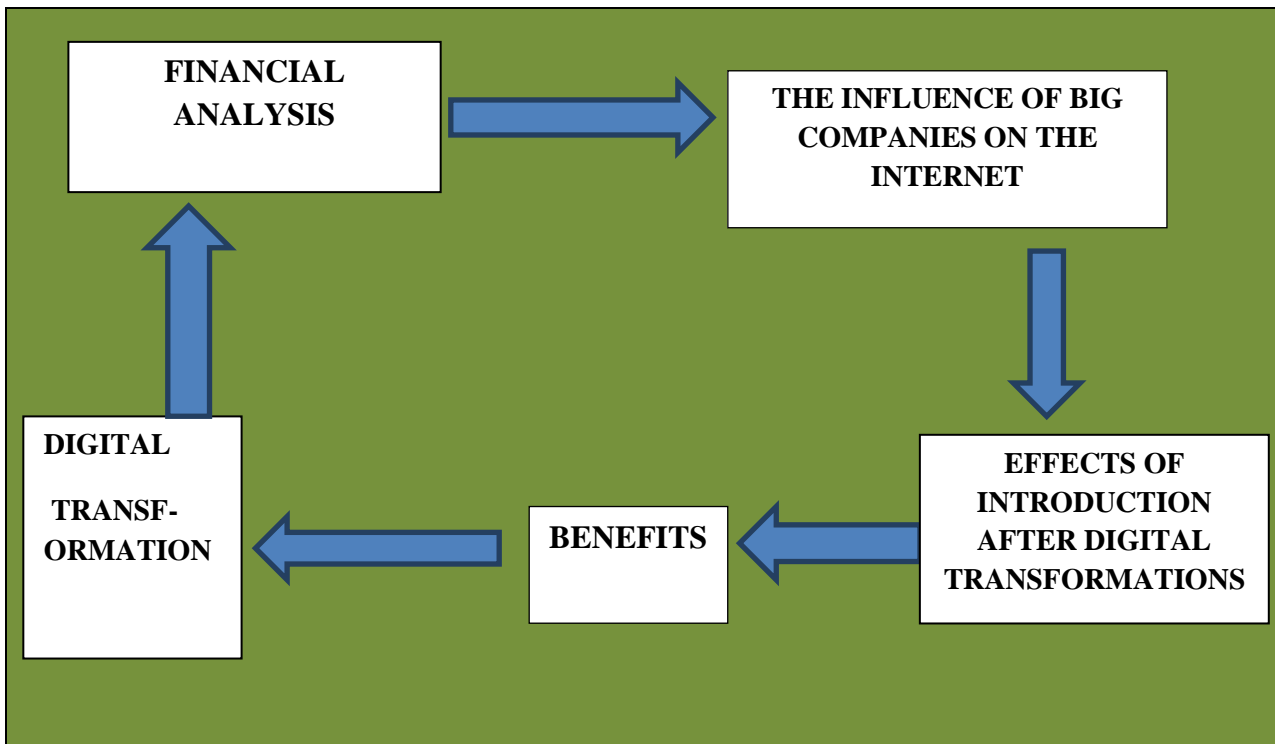 FINANCIAL
ANALYSIS
THE INFLUENCE OF BIG
COMPANIES ON THE
INTERNET
EFFECTS OF
INTRODUCTION
AFTER DIGITAL
TRANSFORMATIONS
BENEFITS
DIGITAL
TRANSF-
ORMATION